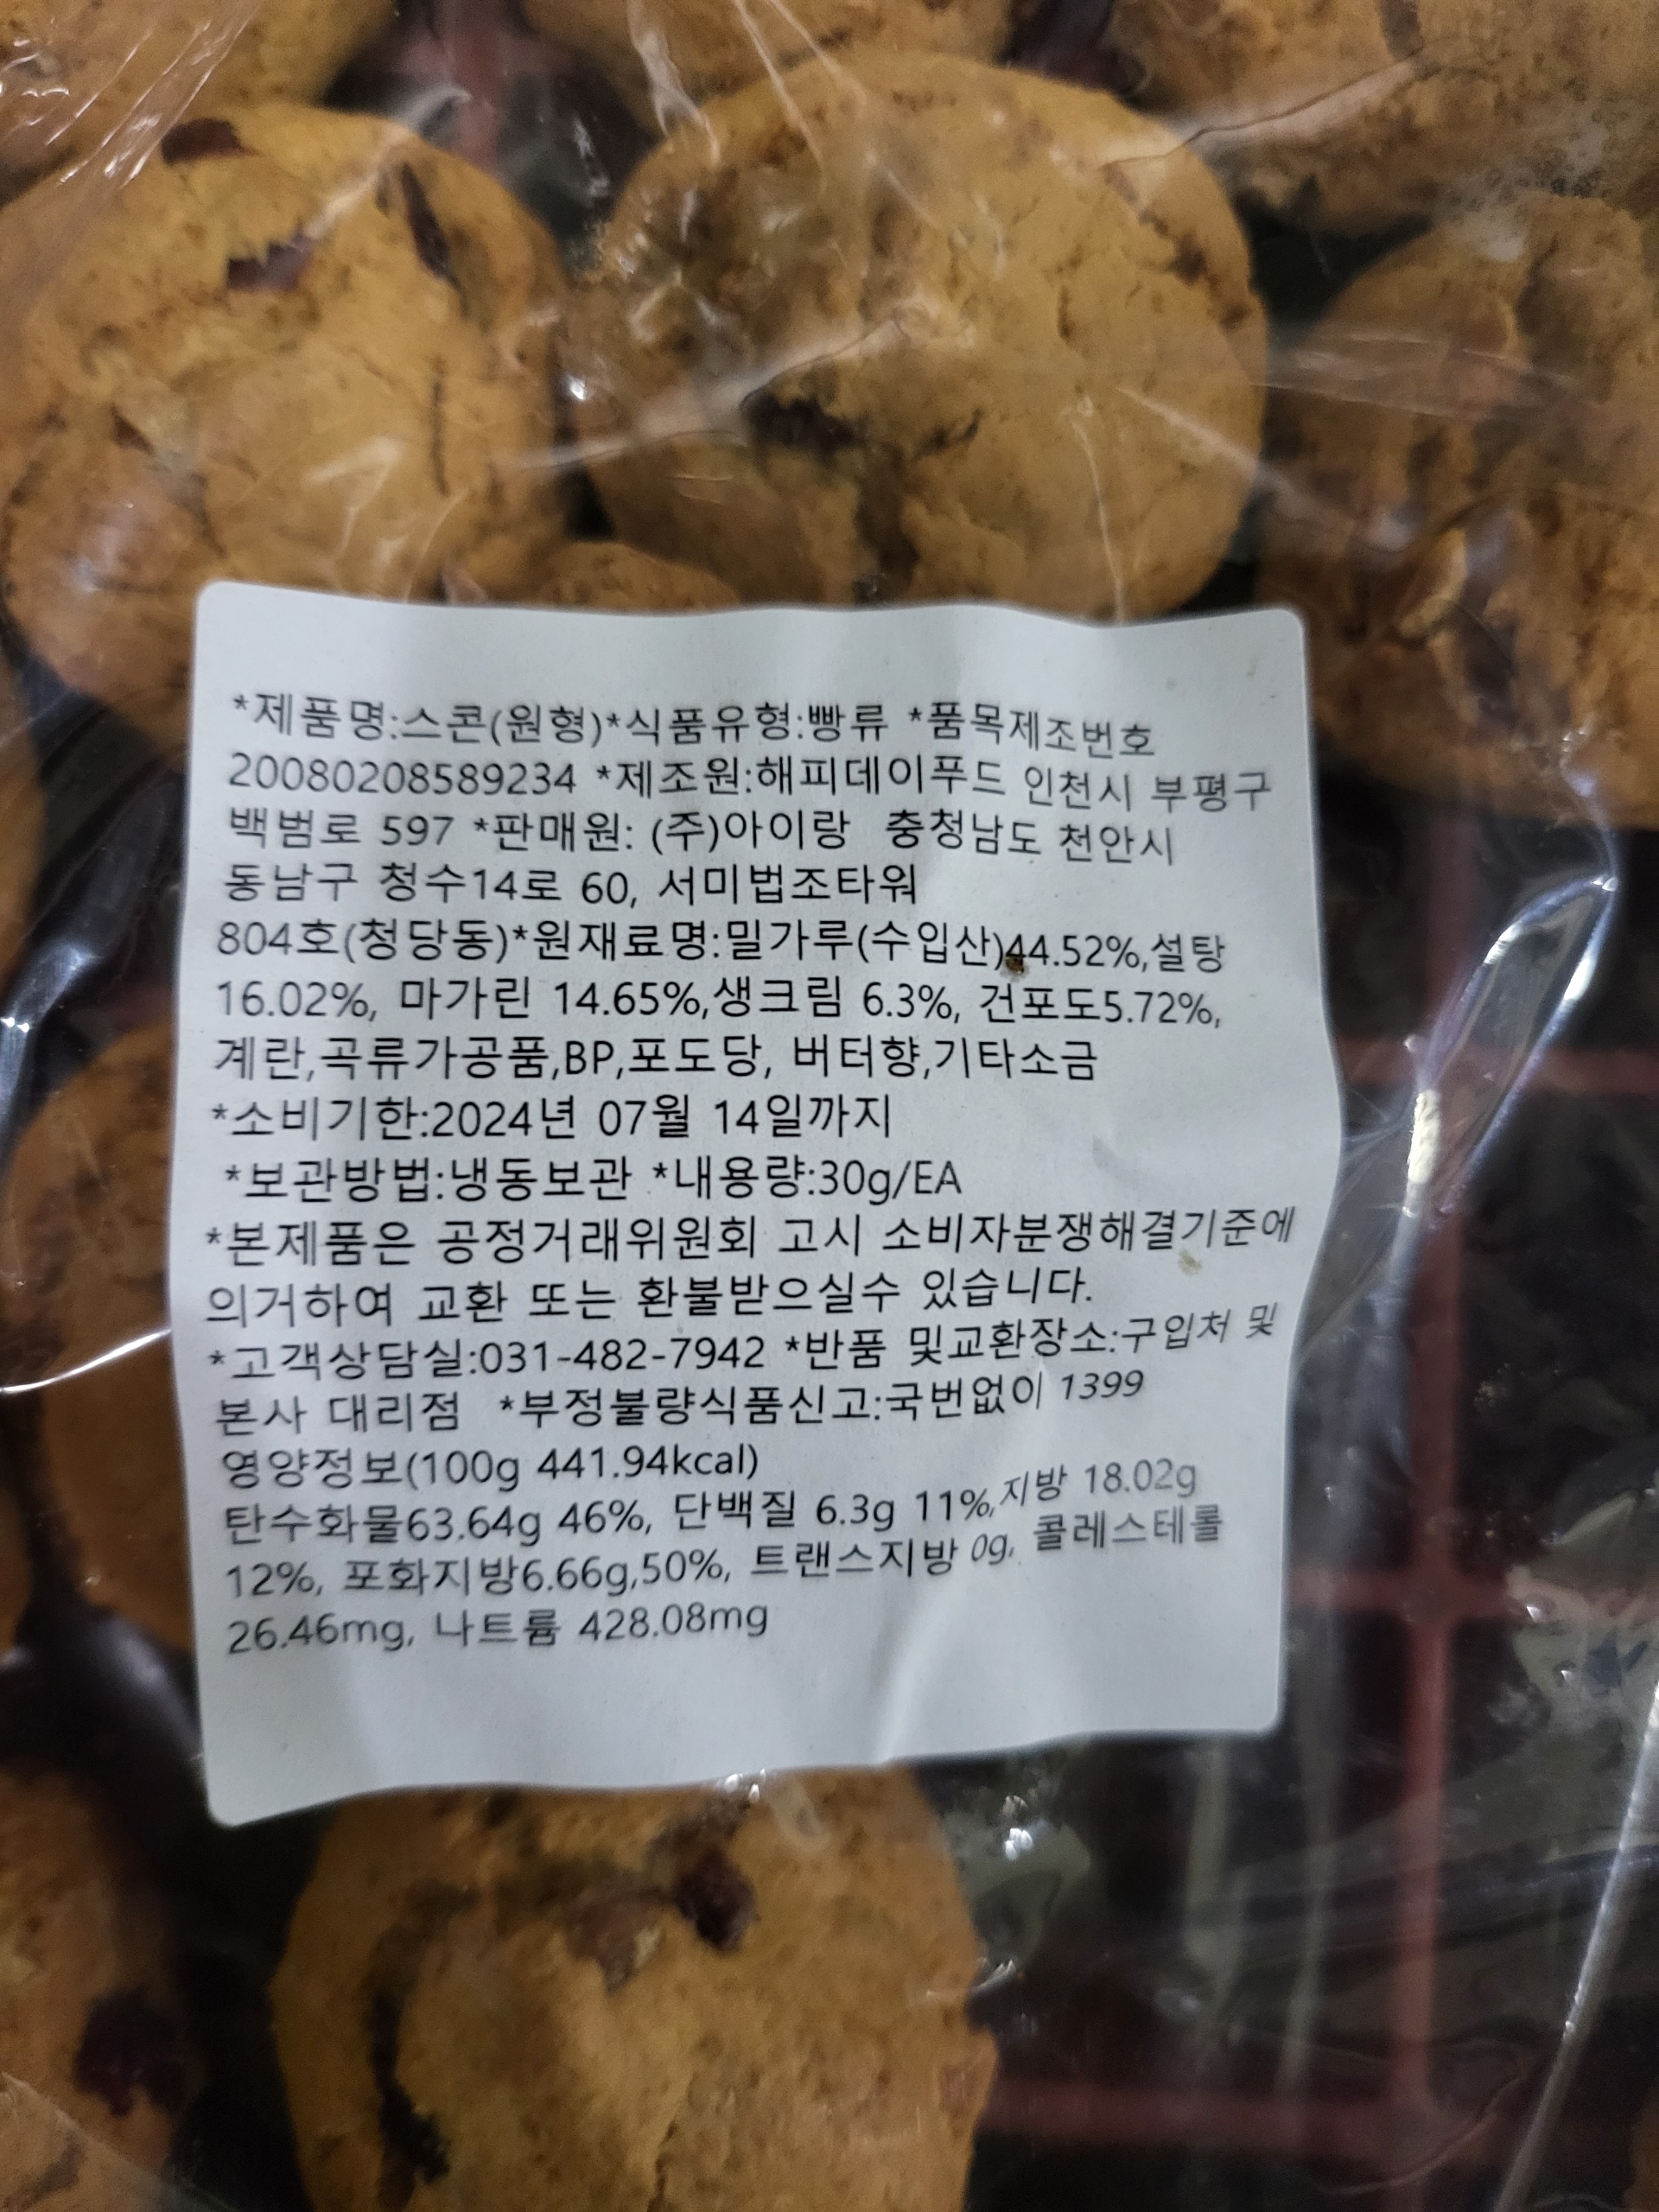 *제품명:스콘(원형)*식품유형:빵류 *품목제조번호
20080208589234 *제조원:해피데이푸드 인천시 부평구
백범로 597 *판매원: (주)아이랑 충청남도 천안시
동남구 청수14로 60, 서미법조타워
804호(청당동)*원재료명:밀가루(수입산)44.52%,설탕
16.02%, 마가린 14.65%,생크림 6.3%, 건포도5.72%,
계란,곡류가공품,BP,포도당, 버터향,기타소금
*소비기한:2024년 07월 14일까지
*보관방법:냉동보관 *내용량:30g/EA
*본제품은 공정거래위원회 고시 소비자분쟁해결기준에
의거하여 교환 또는 환불받으실수 있습니다.
*고객상담실:031-482-7942 *반품 및교환장소:구입처 및
본사 대리점 *부정불량식품신고:국번없이 1399
영양정보(100g 441.94kcal)
탄수화물63.64g 46%, 단백질 6.3g 11%,지방 18.02g
12%, 포화지방6.66g,50%, 트랜스지방 0g, 콜레스테롤
26.46mg, 나트륨 428.08mg